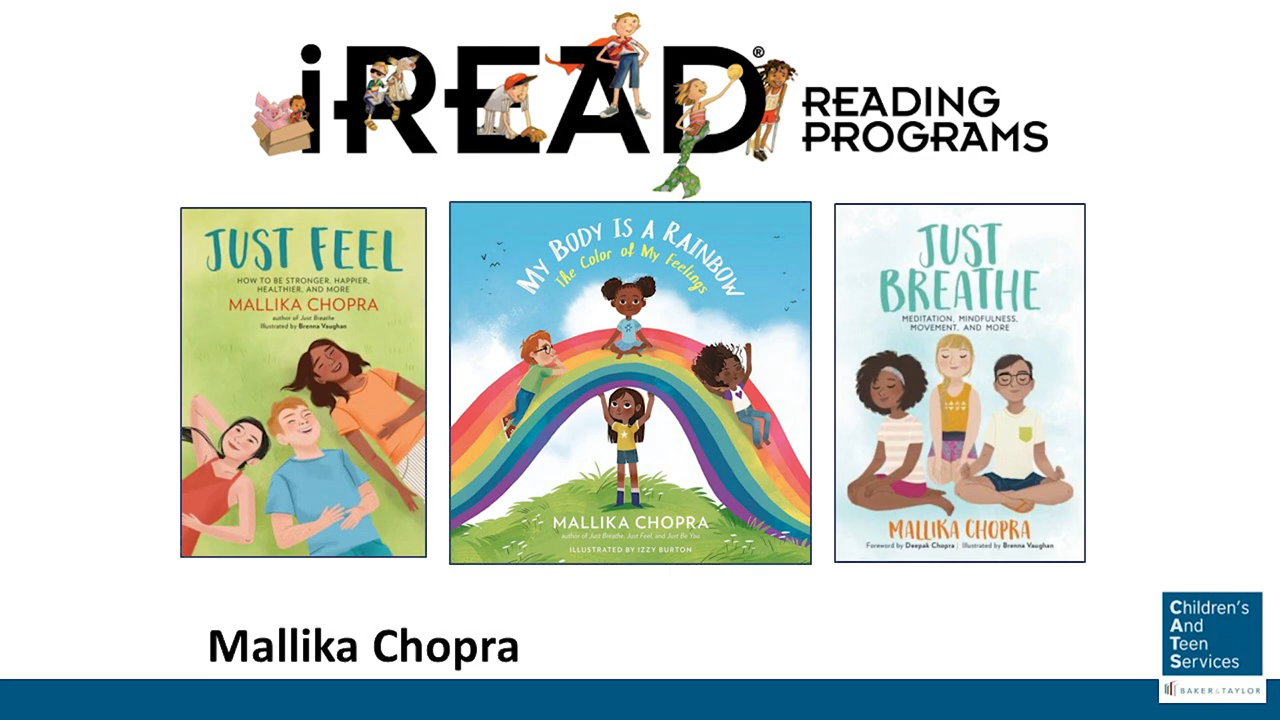 iREAD®
READING
PROGRAMS
JUST FEEL
HOW TO BE STRONGER, HAPPIER,
HEALTHIER, AND MORE
MALLIKA CHOPRA
author of Just Breathe
Illustrated by Brenna Vaughan
MY BODY IS A RAINBOW
The Color of My Feelings
MALLIKA CHOPRA
author of Just Breathe, Just Feel, and Just Be You
ILLUSTRATED BY IZZY BURTON
JUST
BREATHE
MEDITATION, MINDFULNESS,
MOVEMENT, AND MORE
MALLIKA CHOPRA
Foreword by Deepak Chopra | Illustrated by Brenna Vaughan
Mallika Chopra
Children's
And
Teen
Services
BAKER & TAYLOR